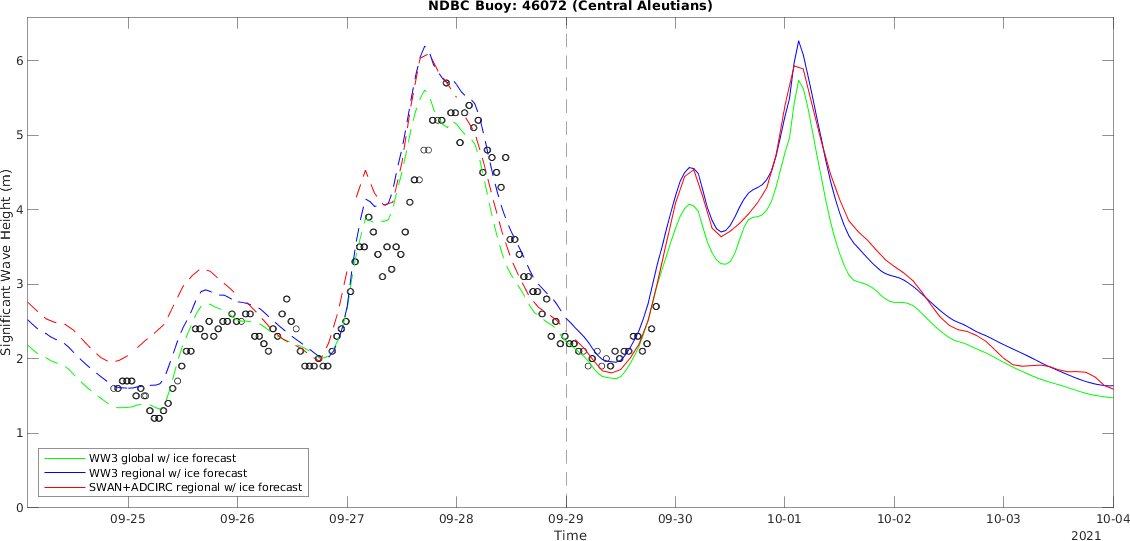 NDBC Buoy: 46072 (Central Aleutians)
Significant Wave Height (m)
6
5
4
3
2
1
0
WW3 global w/ ice forecast
WW3 regional w/ ice forecast
SWAN+ADCIRC regional w/ ice forecast
09-25 09-26 09-27 09-28 09-29 09-30 10-01 10-02 10-03 10-04
Time
2021